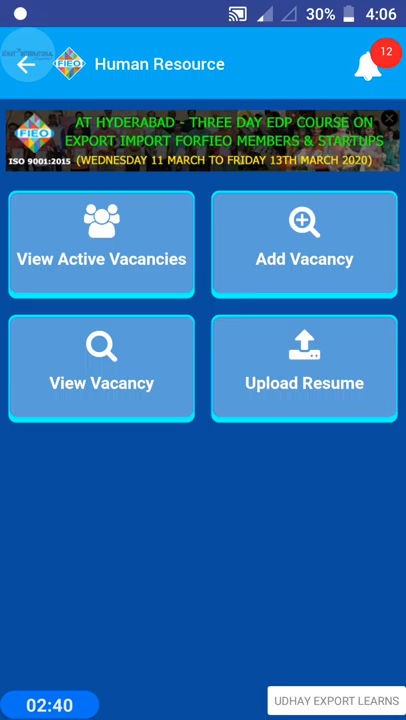 30% 4:06
FIEO
Human Resource
12
FIEO
ISO 9001:2015
AT HYDERABAD - THREE DAY EDP COURSE ON
EXPORT IMPORT FORFIEO MEMBERS & STARTUPS
(WEDNESDAY 11 MARCH TO FRIDAY 13TH MARCH 2020)
View Active Vacancies
Add Vacancy
View Vacancy
Upload Resume
02:40
UDHAY EXPORT LEARNS